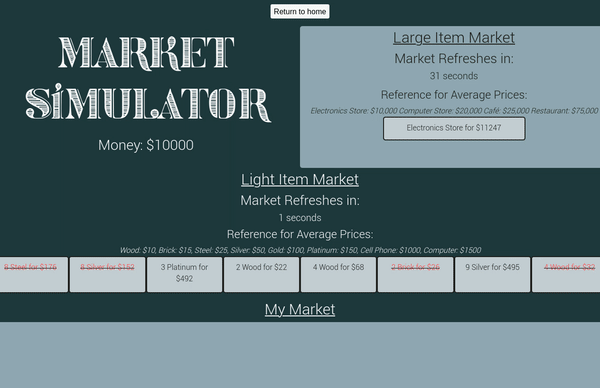 Return to home
MARKET
SIMULATOR
Money: $10000
Large Item Market
Market Refreshes in:
31 seconds
Reference for Average Prices:
Electronics Store: $10,000 Computer Store: $20,000 Café: $25,000 Restaurant: $75,000
Electronics Store for $11247
Light Item Market
Market Refreshes in:
1 seconds
Reference for Average Prices:
Wood: $10, Brick: $15, Steel: $25, Silver: $50, Gold: $100, Platinum: $150, Cell Phone: $1000, Computer: $1500
8 Steel for $176
3 Platinum for
$492
2 Wood for $22
4 Wood for $68
2 Brick for $26
9 Silver for $495
4 Wood for $32
My Market